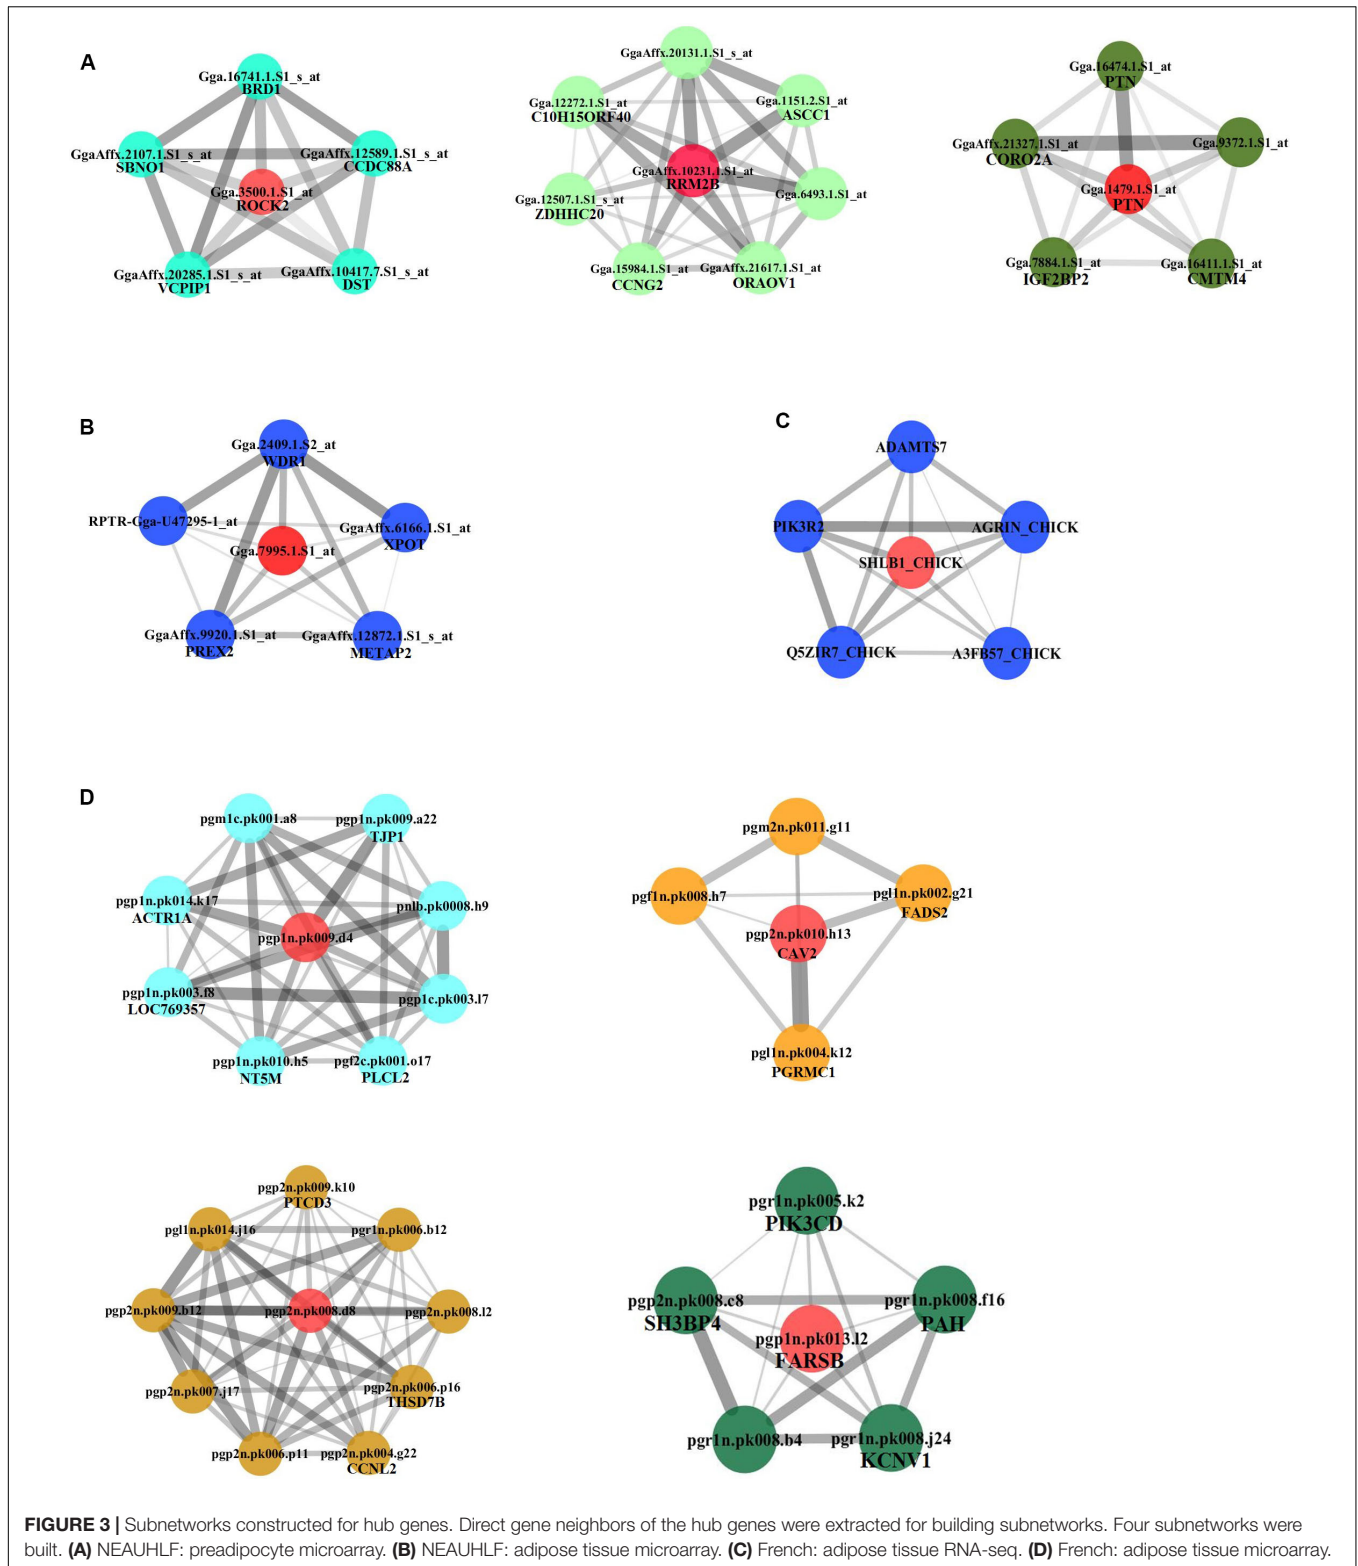 A
Gga.16741.1.S1_s_at
BRD1
GgaAffx.2107.1.S1_s_at
SBNO1
GgaAffx.12589.1.S1_s_at
CCDC88A
Gga.3500.1.S1_at
ROCK2
GgaAffx.20285.1.S1_s_at
VCPIP1
GgaAffx.10417.7.S1_s_at
DST
GgaAffx.20131.1.S1_s_at
Gga.12272.1.S1_at
C10H15ORF40
Gga.1151.2.S1_at
ASCC1
GgaAffx.10231.1.S1_at
RRM2B
Gga.12507.1.S1_s_at
ZDHHC20
Gga.6493.1.S1_at
Gga.15984.1.S1_at
CCNG2
GgaAffx.21617.1.S1_at
ORAOV1
Gga.16474.1.S1_at
PTN
GgaAffx.21327.1.S1_at
CORO2A
Gga.9372.1.S1_at
Gga.1479.1.S1_at
PTN
Gga.7884.1.S1_at
IGF2BP2
Gga.16411.1.S1_at
CMTM4
B
Gga.2409.1.S2_at
WDR1
RPTR-Gga-U47295-1_at
GgaAffx.6166.1.S1_at
XPOT
Gga.7995.1.S1_at
GgaAffx.9920.1.S1_at
PREX2
GgaAffx.12872.1.S1_s_at
METAP2
C
ADAMTS7
PIK3R2
AGRIN_CHICK
SHLB1_CHICK
Q5ZIR7_CHICK
A3FB57_CHICK
D
pgm1c.pk001.a8
pgp1n.pk009.a22
TJP1
pgp1n.pk014.k17
ACTR1A
pnlb.pk0008.h9
pgp1n.pk009.d4
pgp1n.pk003.f8
LOC769357
pgp1c.pk003.l7
pgp1n.pk010.h5
NT5M
pgf2c.pk001.o17
PLCL2
pgm2n.pk011.g11
pgf1n.pk008.h7
pgl1n.pk002.g21
FADS2
pgp2n.pk010.h13
CAV2
pgl1n.pk004.k12
PGRMC1
pgp2n.pk009.k10
PTCD3
pgl1n.pk014.j16
pgr1n.pk006.b12
pgp2n.pk009.b12
pgp2n.pk008.d8
pgp2n.pk008.l2
pgp2n.pk007.j17
pgp2n.pk006.p16
THSD7B
pgp2n.pk006.p11
pgp2n.pk004.g22
CCNL2
pgr1n.pk005.k2
PIK3CD
pgp2n.pk008.c8
SH3BP4
pgr1n.pk008.f16
PAH
pgp1n.pk013.l2
FARSB
pgr1n.pk008.b4
pgr1n.pk008.j24
KCNV1
FIGURE 3 | Subnetworks constructed for hub genes. Direct gene neighbors of the hub genes were extracted for building subnetworks. Four subnetworks were
built. (A) NEAUHLF: preadipocyte microarray. (B) NEAUHLF: adipose tissue microarray. (C) French: adipose tissue RNA-seq. (D) French: adipose tissue microarray.